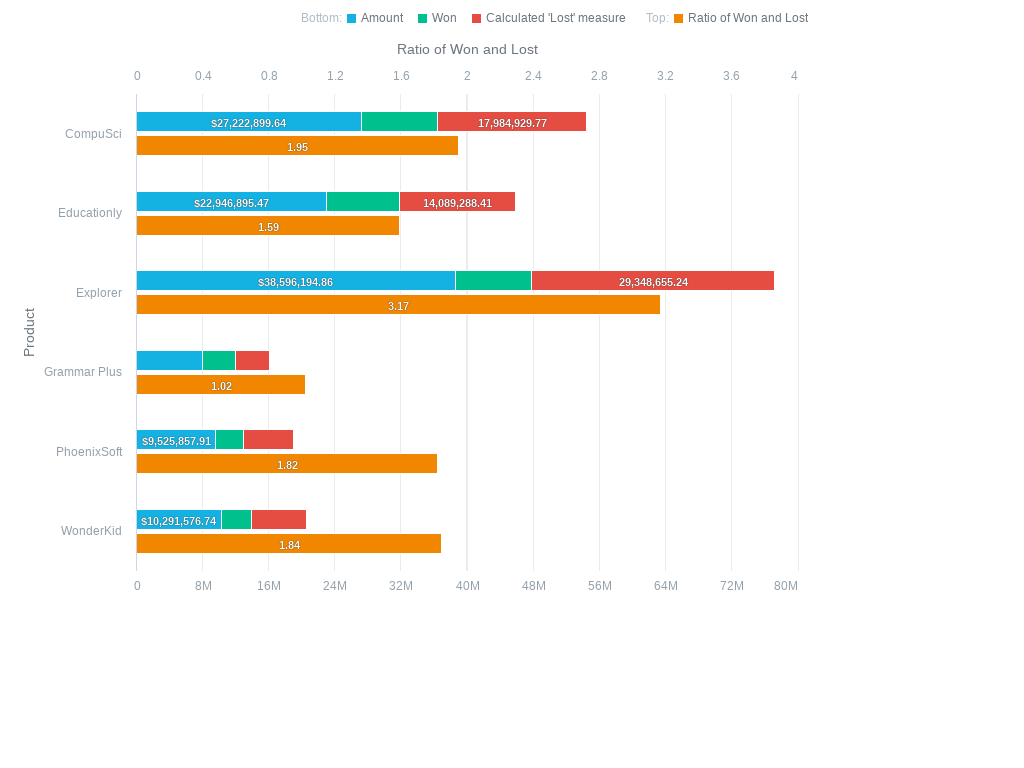 Bottom: Amount Won Calculated 'Lost' measure Top: Ratio of Won and Lost
Ratio of Won and Lost
0 0.4 0.8 1.2 1.6 2 2.4 2.8 3.2 3.6 4
CompuSci
$27,222,899.64 17,984,929.77
1.95
Educationly
$22,946,895.47 14,089,288.41
1.59
Explorer
$38,596,194.86 29,348,655.24
3.17
Product
Grammar Plus
1.02
PhoenixSoft
$9,525,857.91
1.82
WonderKid
$10,291,576.74
1.84
0 8M 16M 24M 32M 40M 48M 56M 64M 72M 80M